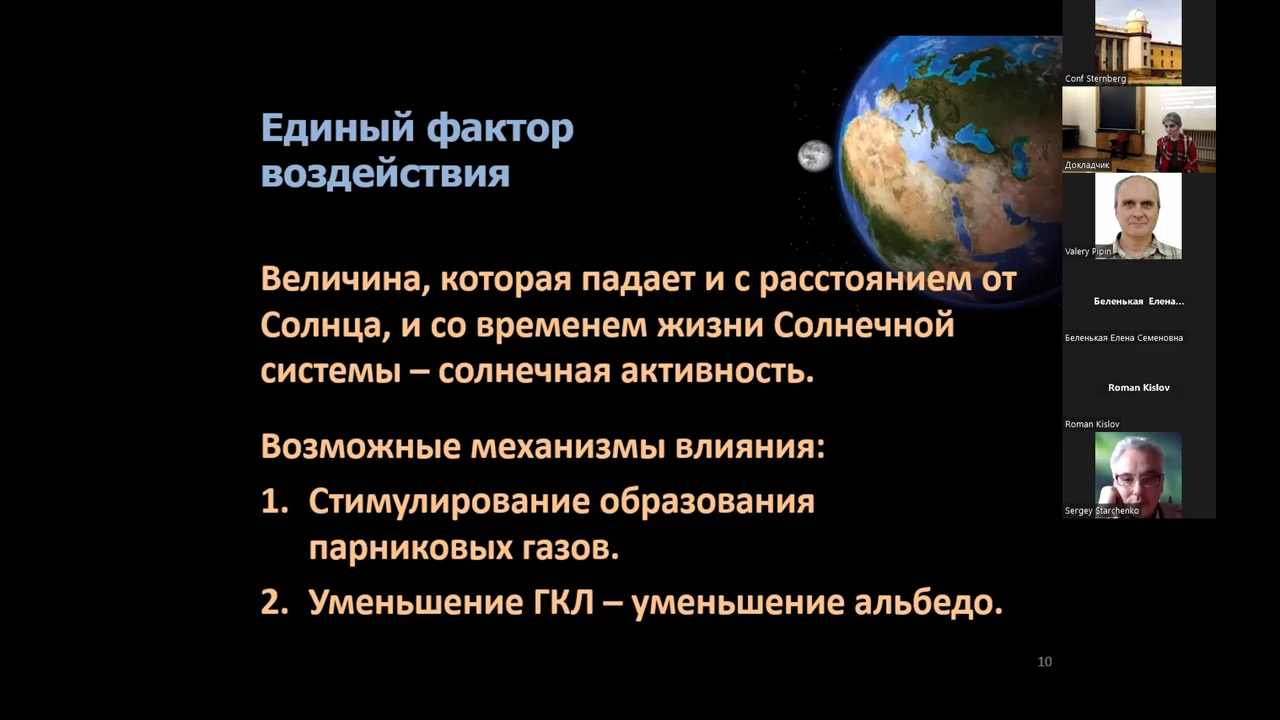 Единый фактор
воздействия
Величина, которая падает и с расстоянием от
Солнца, и со временем жизни Солнечной
системы – солнечная активность.
Возможные механизмы влияния:
1. Стимулирование образования
парниковых газов.
2. Уменьшение ГКЛ – уменьшение альбедо.
10
Conf Sternberg
Докладчик
Valery Pipin
Беленькая Елена...
Беленькая Елена Семеновна
Roman Kislov
Roman Kislov
Sergey Starchenko